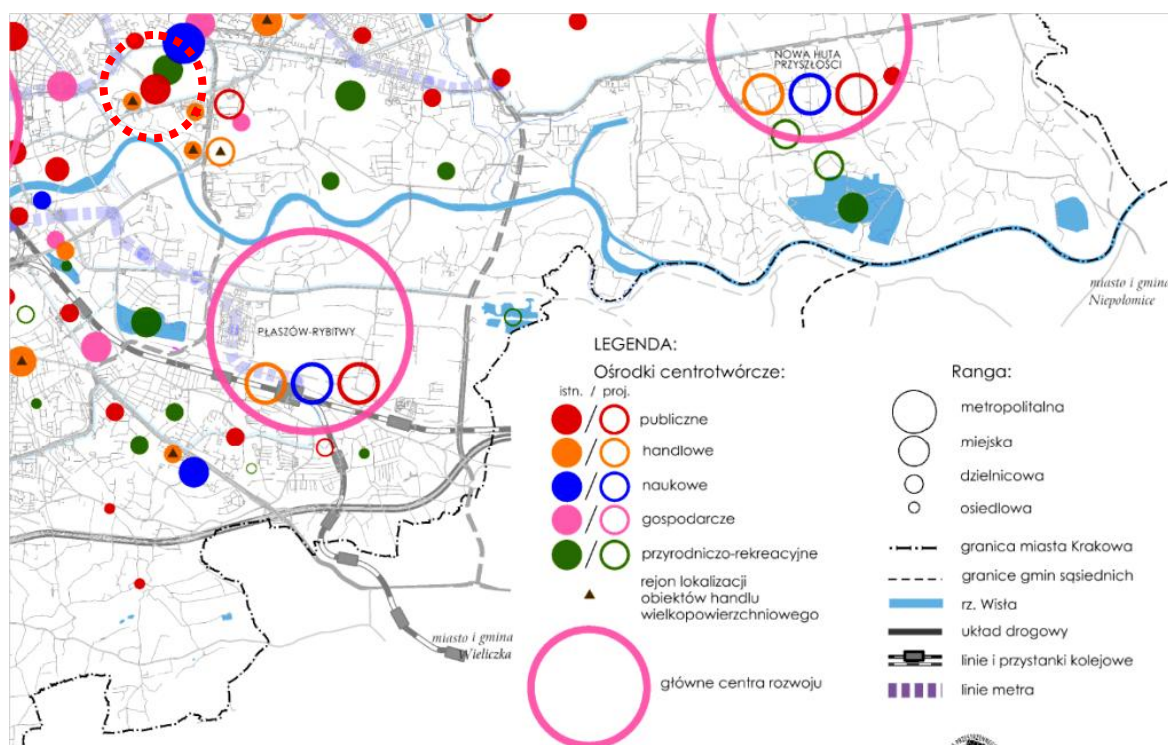 NOWA HUTA
PRZYSZŁOŚCI
miasto i gmina
Niepołomice
PŁASZÓW-RYBITWY
miasto i gmina
Wieliczka
LEGENDA:
Ośrodki centrotwórcze:
istn. / proj.
/ publiczne
/ handlowe
/ naukowe
/ gospodarcze
/ przyrodniczo-rekreacyjne
rejon lokalizacji
obiektów handlu
wielkopowierzchniowego
główne centra rozwoju
Ranga:
metropolitalna
miejska
dzielnicowa
osiedlowa
granica miasta Krakowa
granice gmin sąsiednich
rz. Wisła
układ drogowy
linie i przystanki kolejowe
linie metra